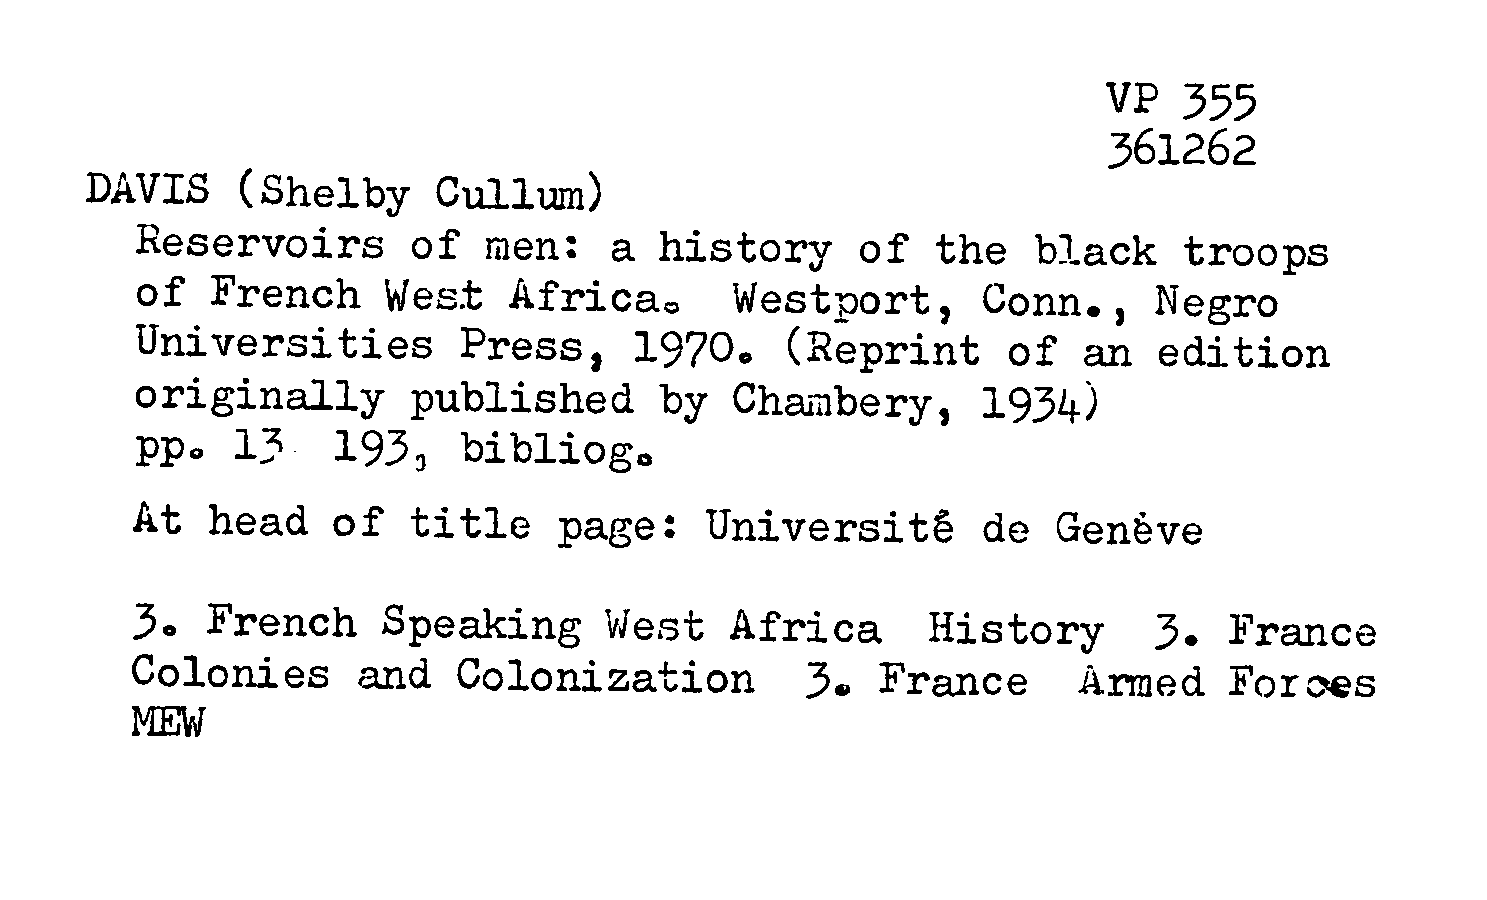 VP 355
361262
DAVIS (Shelby Cullum)
Reservoirs of men: a history of the black troops
of French West Africa. Westport, Conn., Negro
Universities Press, 1970. (Reprint of an edition
originally published by Chambery, 1934)
pp. 13 193, bibliog.
At head of title page: Université de Genève
3. French Speaking West Africa History 3. France
Colonies and Colonization 3. France Armed Forces
MEW